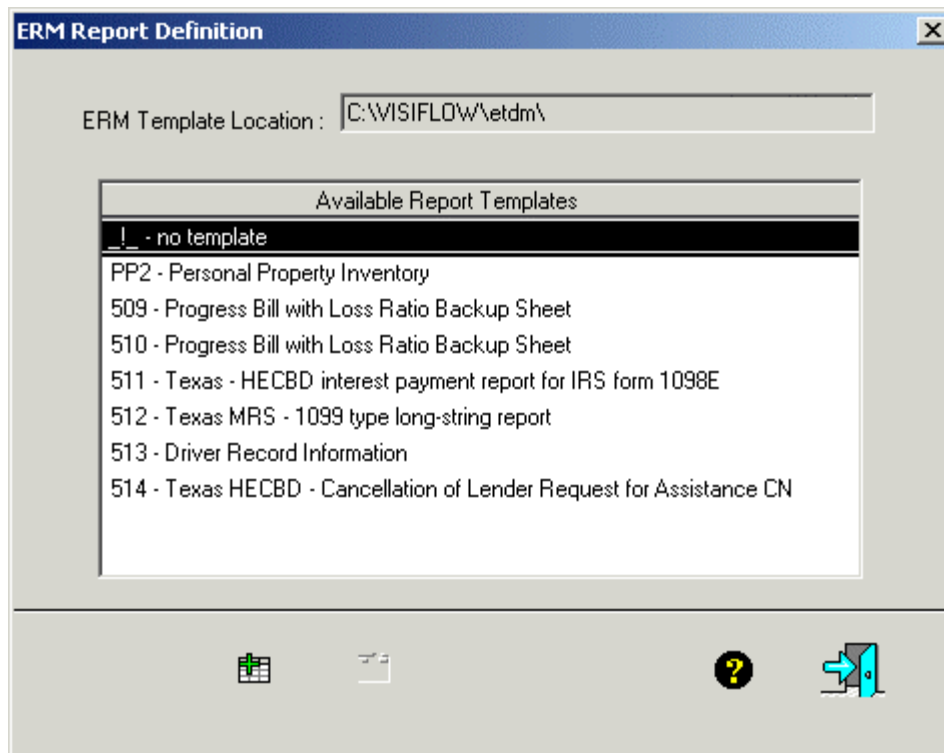 ERM Report Definition
ERM Template Location : C:\VISIFLOW\etdm\
Available Report Templates
_!_ - no template
PP2 - Personal Property Inventory
509 - Progress Bill with Loss Ratio Backup Sheet
510 - Progress Bill with Loss Ratio Backup Sheet
511 - Texas - HECBD interest payment report for IRS form 1098E
512 - Texas MRS - 1099 type long-string report
513 - Driver Record Information
514 - Texas HECBD - Cancellation of Lender Request for Assistance CN